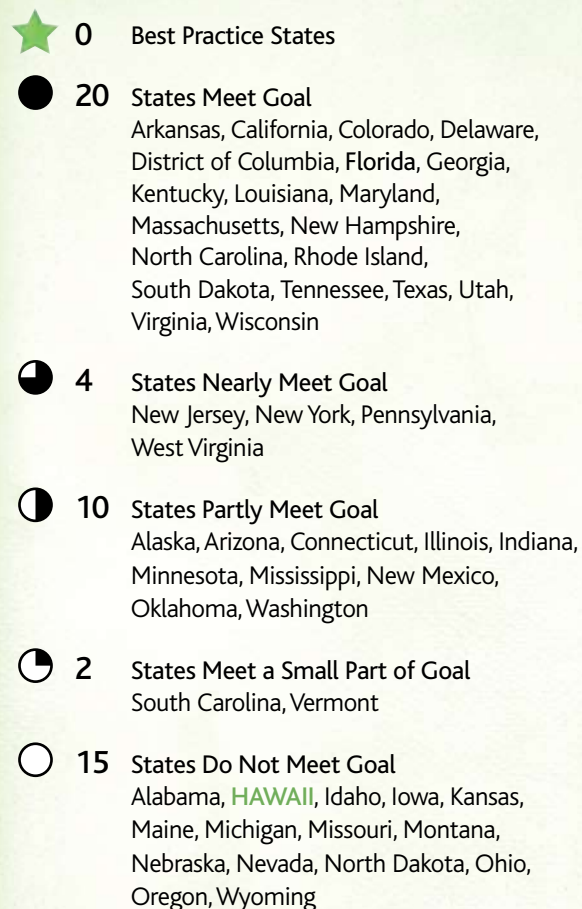 0 Best Practice States
20 States Meet Goal
Arkansas, California, Colorado, Delaware,
District of Columbia, Florida, Georgia,
Kentucky, Louisiana, Maryland,
Massachusetts, New Hampshire,
North Carolina, Rhode Island,
South Dakota, Tennessee, Texas, Utah,
Virginia, Wisconsin
4 States Nearly Meet Goal
New Jersey, New York, Pennsylvania,
West Virginia
10 States Partly Meet Goal
Alaska, Arizona, Connecticut, Illinois, Indiana,
Minnesota, Mississippi, New Mexico,
Oklahoma, Washington
2 States Meet a Small Part of Goal
South Carolina, Vermont
15 States Do Not Meet Goal
Alabama, HAWAII, Idaho, Iowa, Kansas,
Maine, Michigan, Missouri, Montana,
Nebraska, Nevada, North Dakota, Ohio,
Oregon, Wyoming